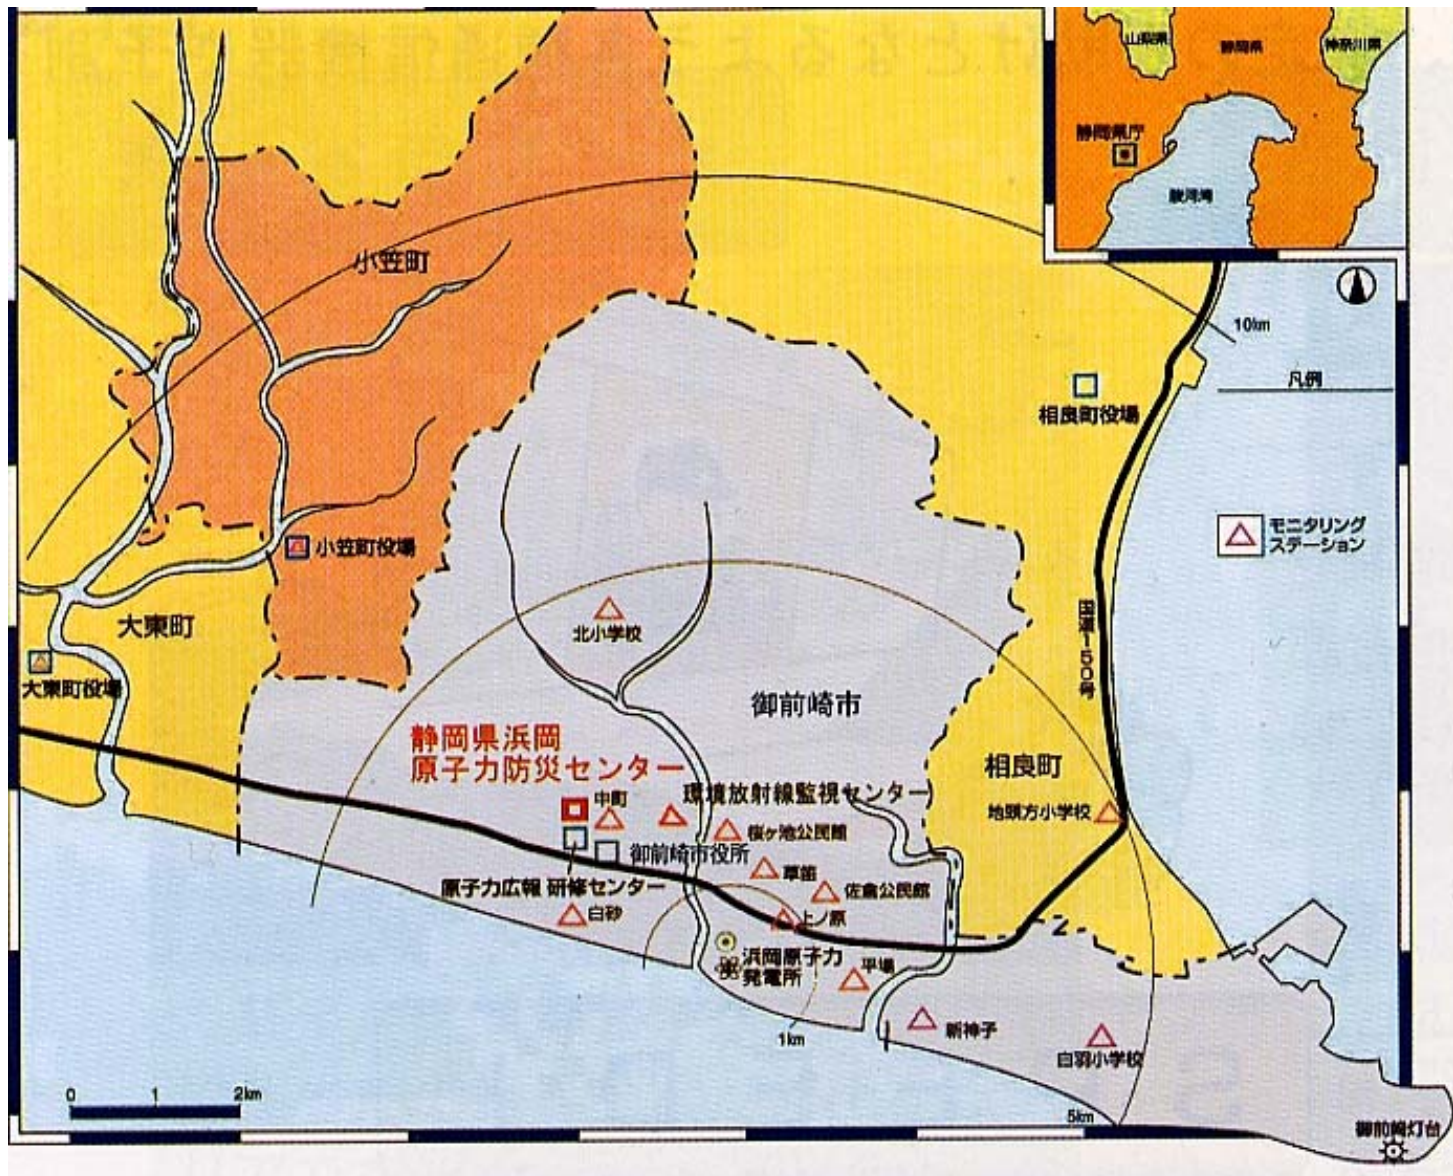 山梨県
静岡県
神奈川県
静岡県庁
駿河湾
小笠町
10km
凡例
相良町役場
モニタリング
ステーション
小笠町役場
国道150号
北小学校
大東町
大東町役場
御前崎市
静岡県浜岡
原子力防災センター
相良町
環境放射線監視センター
中町
地頭方小学校
桜ヶ池公民館
御前崎市役所
草笛
原子力広報 研修センター
佐倉公民館
白砂
上ノ原
浜岡原子力
発電所
平場
新神子
1km
白羽小学校
0 1 2km
5km
御前崎灯台